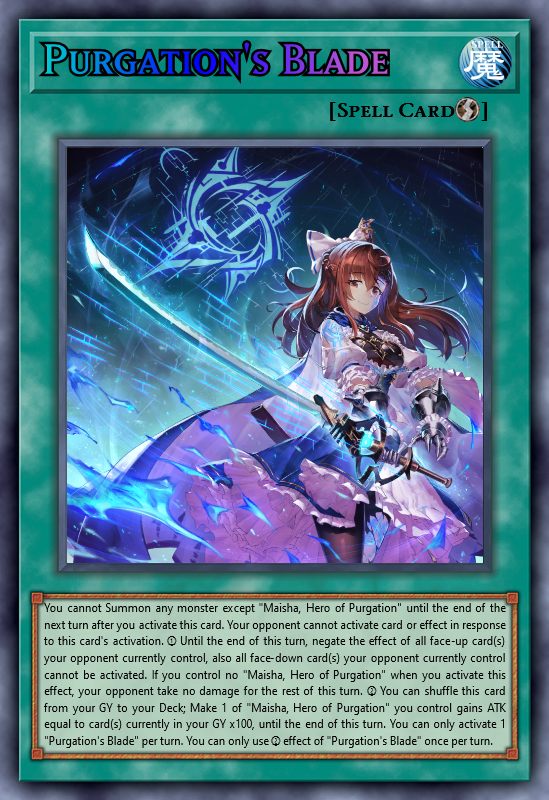 Purgation's Blade
SPELL
魔
[Spell Card]
You cannot Summon any monster except "Maisha, Hero of Purgation" until the end of the
next turn after you activate this card. Your opponent cannot activate card or effect in response
to this card's activation. ① Until the end of this turn, negate the effect of all face-up card(s)
your opponent currently control, also all face-down card(s) your opponent currently control
cannot be activated. If you control no "Maisha, Hero of Purgation" when you activate this
effect, your opponent take no damage for the rest of this turn. ② You can shuffle this card
from your GY to your Deck; Make 1 of "Maisha, Hero of Purgation" you control gains ATK
equal to card(s) currently in your GY x100, until the end of this turn. You can only activate 1
"Purgation's Blade" per turn. You can only use ② effect of "Purgation's Blade" once per turn.